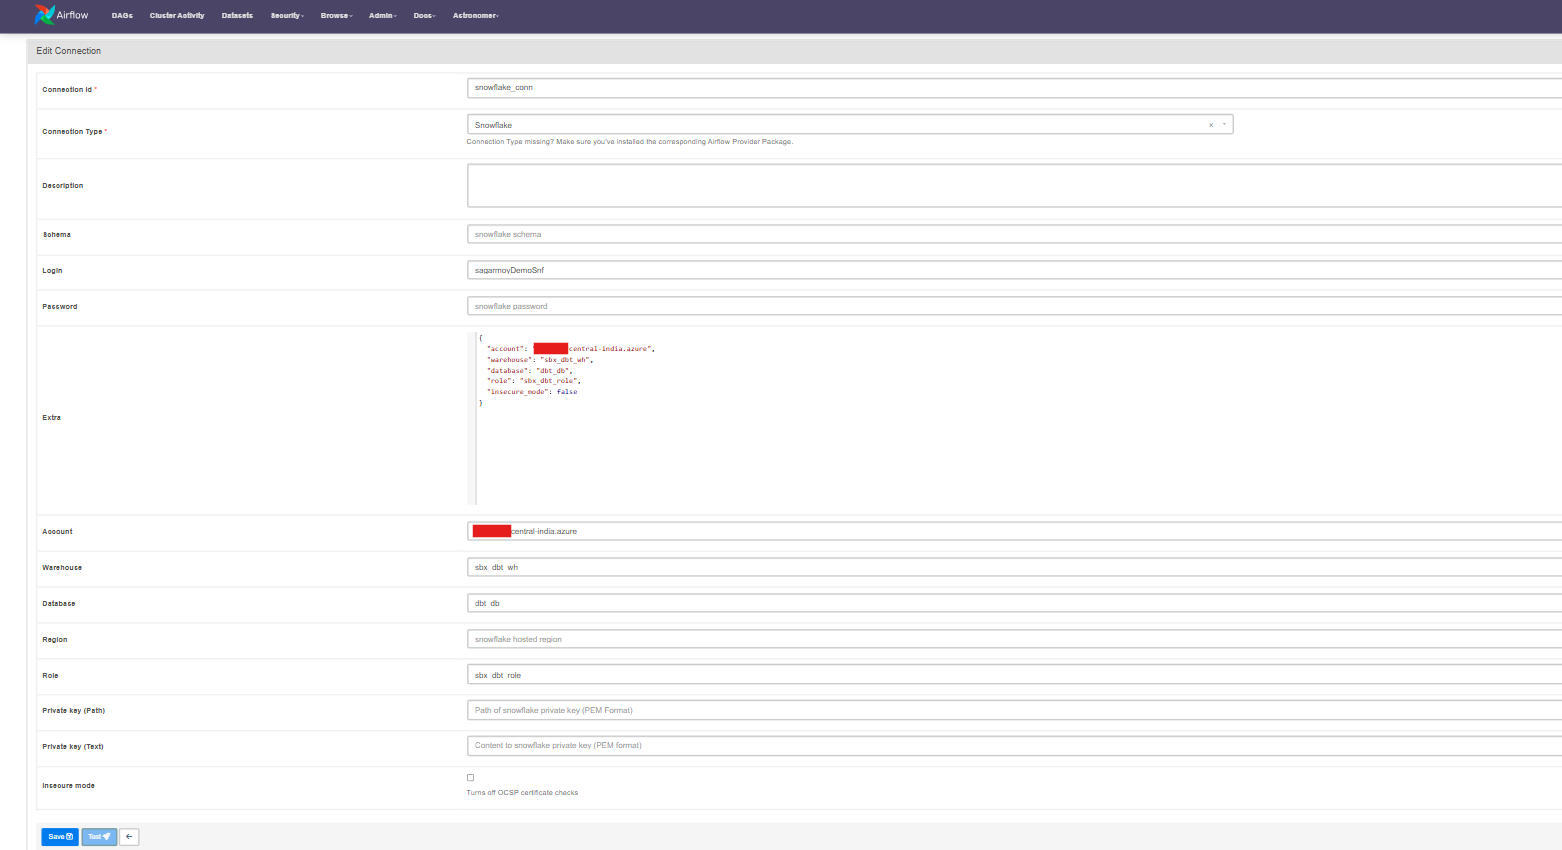 Airflow DAGs Cluster Activity Datasets Security Browse Admin Docs Astronomer
Edit Connection
Connection Id *
snowflake_conn
Connection Type *
Snowflake × 
Connection Type missing? Make sure you've installed the corresponding Airflow Provider Package.
Description
Schema
snowflake schema
Login
sagarmoyDemoSnf
Password
snowflake password
Extra
{
"account": "central-india.azure",
"warehouse": "sbx_dbt_wh",
"database": "dbt_db",
"role": "sbx_dbt_role",
"insecure_mode": false
}
Account
central-india.azure
Warehouse
sbx_dbt_wh
Database
dbt_db
Region
snowflake hosted region
Role
sbx_dbt_role
Private key (Path)
Path of snowflake private key (PEM Format)
Private key (Text)
Content to snowflake private key (PEM format)
Insecure mode
Turns off OCSP certificate checks
Save Test ←